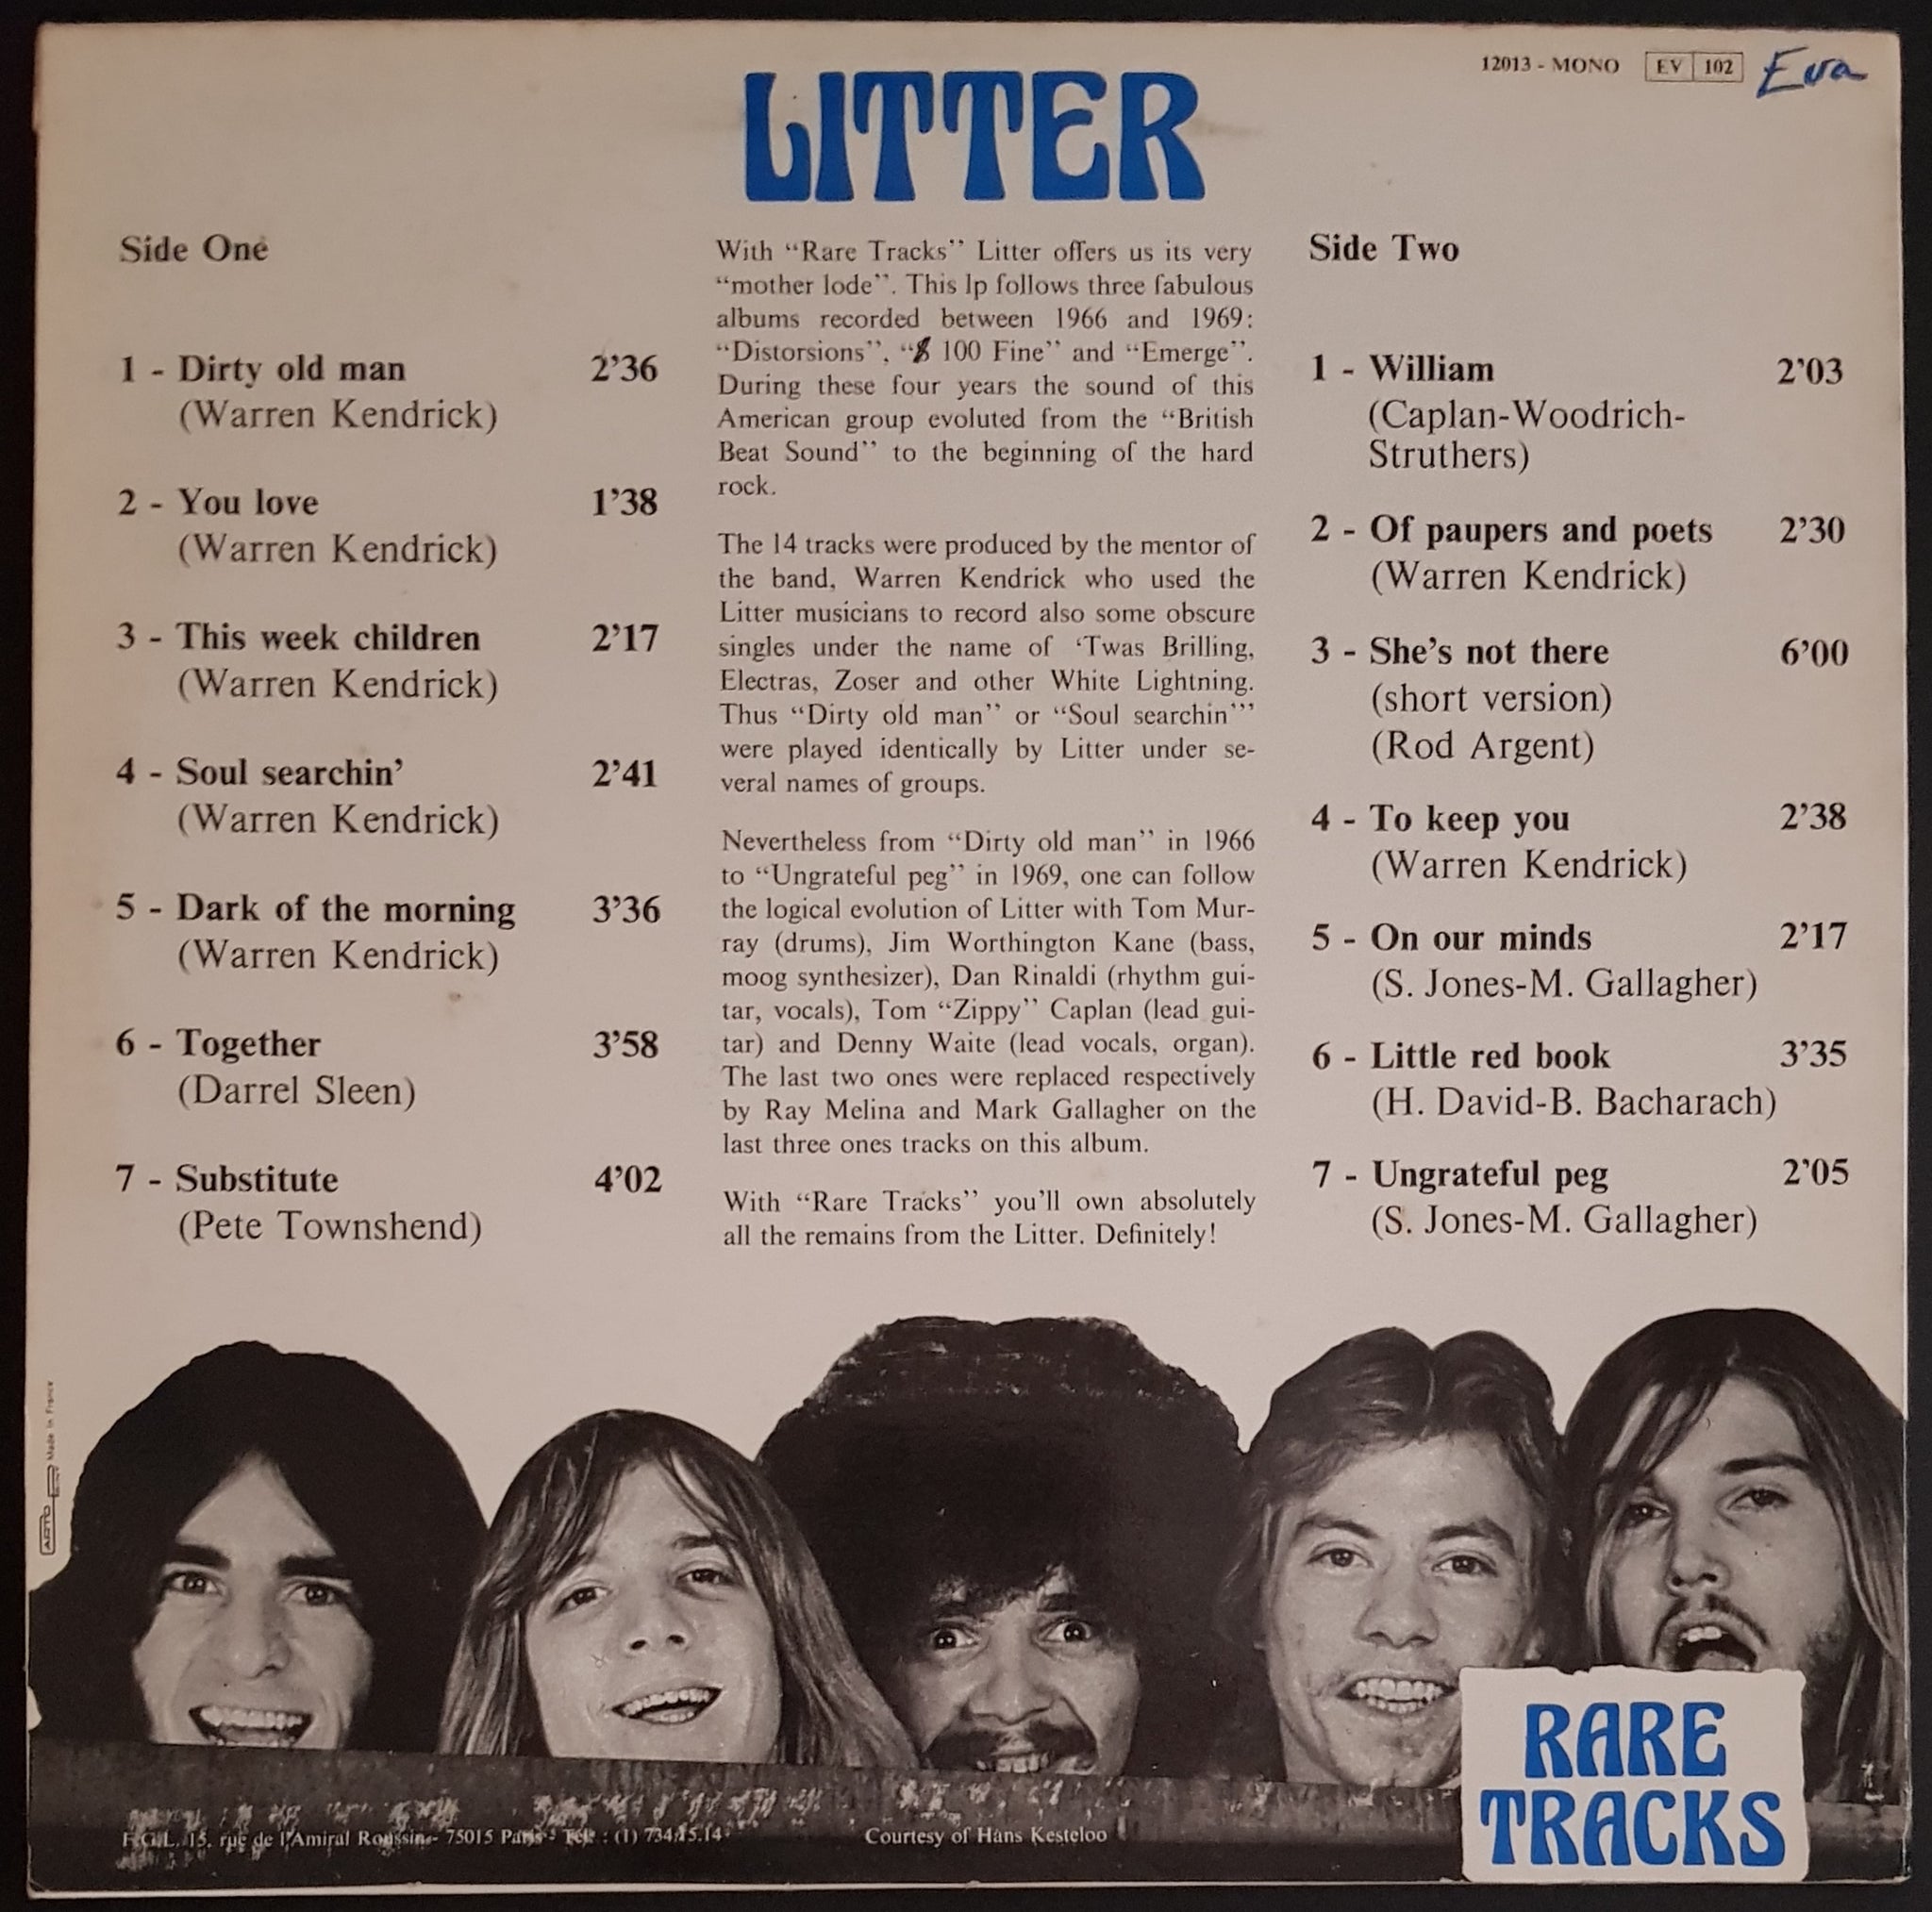 12013 - MONO EV 102 Eva
LITTER
Side One
1 - Dirty old man 2’36
(Warren Kendrick)
2 - You love 1’38
(Warren Kendrick)
3 - This week children 2’17
(Warren Kendrick)
4 - Soul searchin’ 2’41
(Warren Kendrick)
5 - Dark of the morning 3’36
(Warren Kendrick)
6 - Together 3’58
(Darrel Sleen)
7 - Substitute 4’02
(Pete Townshend)
With “Rare Tracks” Litter offers us its very
“mother lode”. This lp follows three fabulous
albums recorded between 1966 and 1969:
“Distorsions”, “$ 100 Fine” and “Emerge”.
During these four years the sound of this
American group evoluted from the “British
Beat Sound” to the beginning of the hard
rock.
The 14 tracks were produced by the mentor of
the band, Warren Kendrick who used the
Litter musicians to record also some obscure
singles under the name of ‘Twas Brilling,
Electras, Zoser and other White Lightning.
Thus “Dirty old man” or “Soul searchin’”
were played identically by Litter under se-
veral names of groups.
Nevertheless from “Dirty old man” in 1966
to “Ungrateful peg” in 1969, one can follow
the logical evolution of Litter with Tom Mur-
ray (drums), Jim Worthington Kane (bass,
moog synthesizer), Dan Rinaldi (rhythm gui-
tar, vocals), Tom “Zippy” Caplan (lead gui-
tar) and Denny Waite (lead vocals, organ).
The last two ones were replaced respectively
by Ray Melina and Mark Gallagher on the
last three ones tracks on this album.
With “Rare Tracks” you’ll own absolutely
all the remains from the Litter. Definitely!
Side Two
1 - William 2’03
(Caplan-Woodrich-
Struthers)
2 - Of paupers and poets 2’30
(Warren Kendrick)
3 - She’s not there 6’00
(short version)
(Rod Argent)
4 - To keep you 2’38
(Warren Kendrick)
5 - On our minds 2’17
(S. Jones-M. Gallagher)
6 - Little red book 3’35
(H. David-B. Bacharach)
7 - Ungrateful peg 2’05
(S. Jones-M. Gallagher)
Made in France
F.G.L. 15, rue de l’Amiral Roussin - 75015 Paris - Tél. : (1) 734.15.14
Courtesy of Hans Kesteloo
RARE
TRACKS